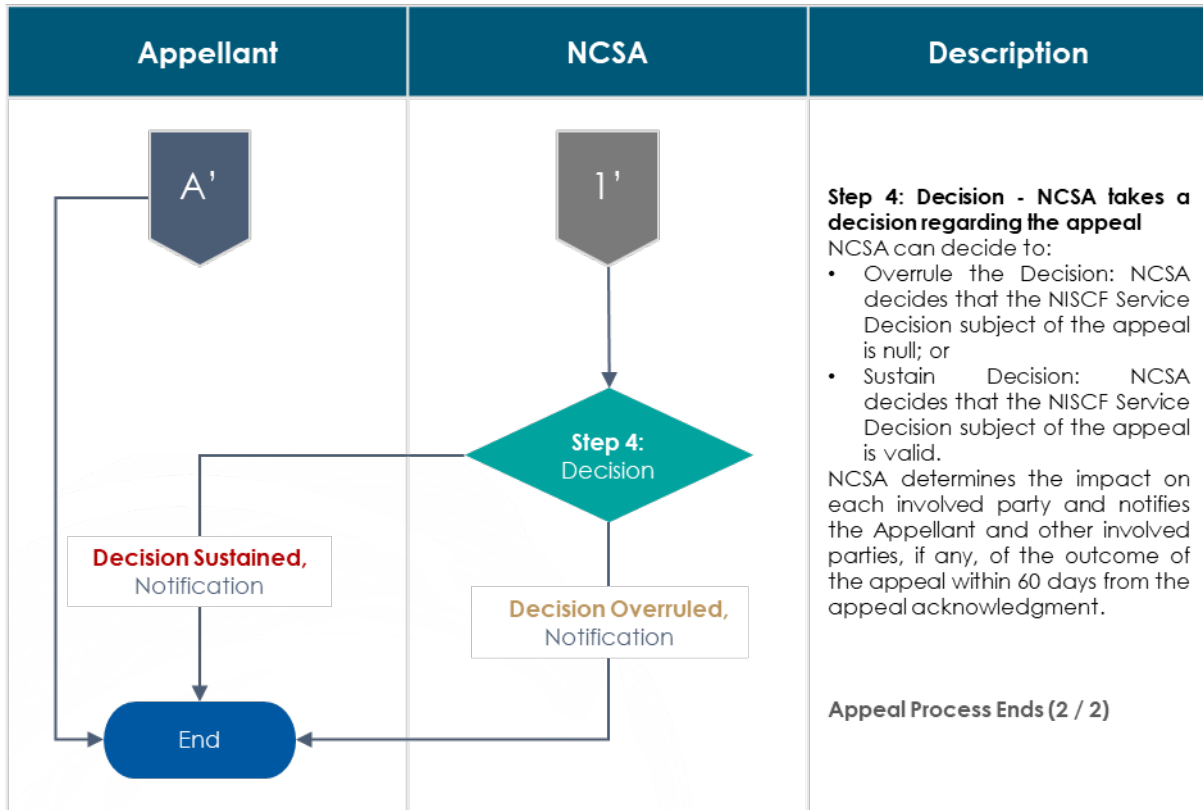 Appellant
NCSA
Description
A’
1’
Step 4:
Decision
Decision Sustained,
Notification
Decision Overruled,
Notification
End
Step 4: Decision - NCSA takes a
decision regarding the appeal
NCSA can decide to:
• Overrule the Decision: NCSA
decides that the NISCF Service
Decision subject of the appeal
is null; or
• Sustain Decision: NCSA
decides that the NISCF Service
Decision subject of the appeal
is valid.
NCSA determines the impact on
each involved party and notifies
the Appellant and other involved
parties, if any, of the outcome of
the appeal within 60 days from the
appeal acknowledgment.
Appeal Process Ends (2 / 2)